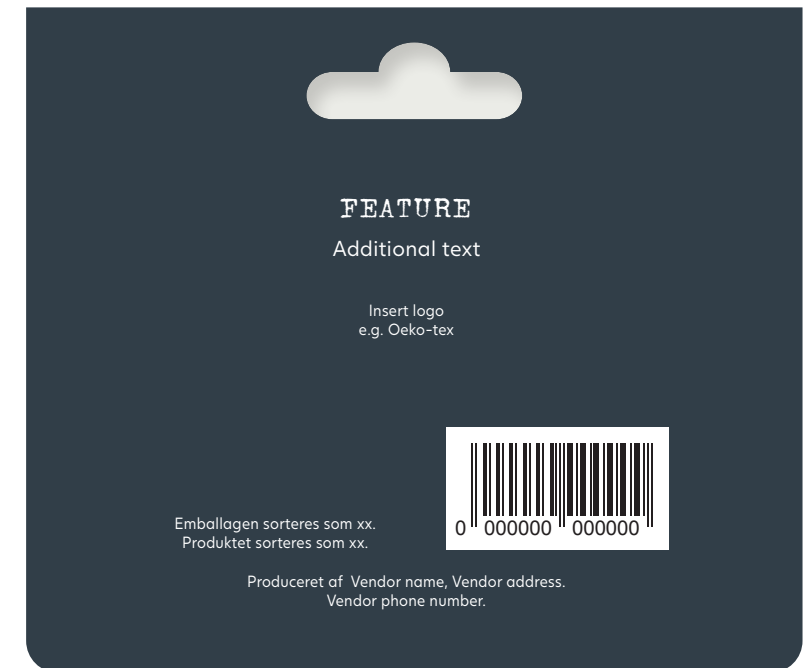 FEATURE
Additional text
Insert logo
e.g. Oeko-tex
0 000000 000000
Emballagen sorteres som xx.
Produktet sorteres som xx.
Produceret af Vendor name, Vendor address.
Vendor phone number.